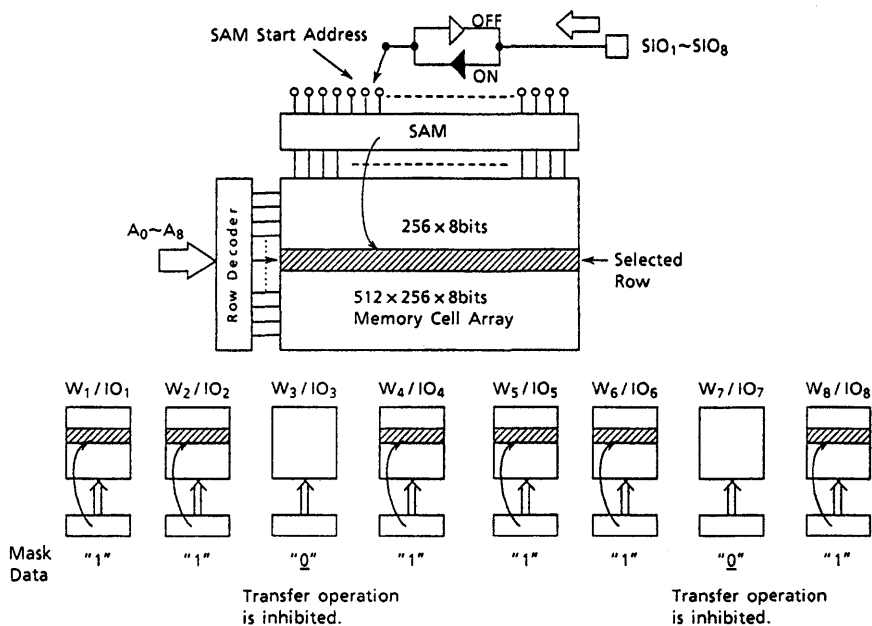 OFF
SAM Start Address
SIO₁~SIO₈
ON
SAM
A₀~A₈
Row Decoder
256 x 8bits
Selected
Row
512 x 256 x 8bits
Memory Cell Array
W₁/IO₁ W₂/IO₂ W₃/IO₃ W₄/IO₄ W₅/IO₅ W₆/IO₆ W₇/IO₇ W₈/IO₈
Mask
Data
"1" "1" "0" "1" "1" "1" "0" "1"
Transfer operation
is inhibited.
Transfer operation
is inhibited.